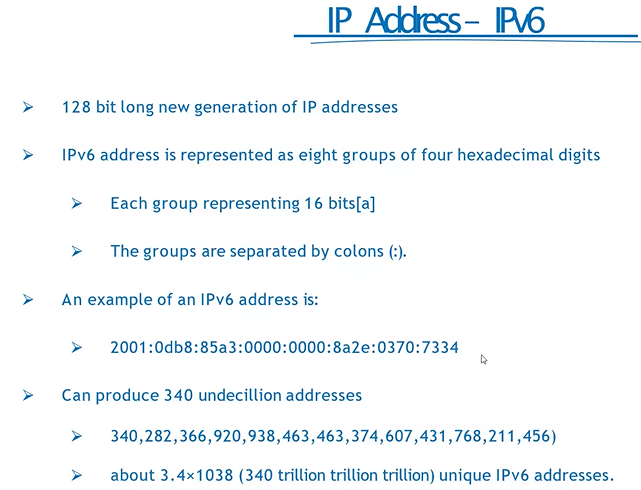 IP Address – IPv6
➢ 128 bit long new generation of IP addresses
➢ IPv6 address is represented as eight groups of four hexadecimal digits
➢ Each group representing 16 bits[a]
➢ The groups are separated by colons (:).
➢ An example of an IPv6 address is:
➢ 2001:0db8:85a3:0000:0000:8a2e:0370:7334
➢ Can produce 340 undecillion addresses
➢ 340,282,366,920,938,463,463,374,607,431,768,211,456)
➢ about 3.4×1038 (340 trillion trillion trillion) unique IPv6 addresses.